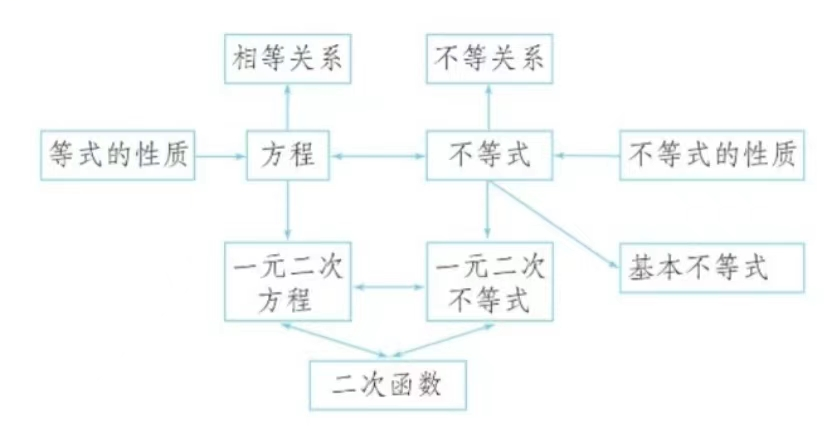 相等关系
不等关系
等式的性质
方程
不等式
不等式的性质
一元二次
方程
一元二次
不等式
基本不等式
二次函数